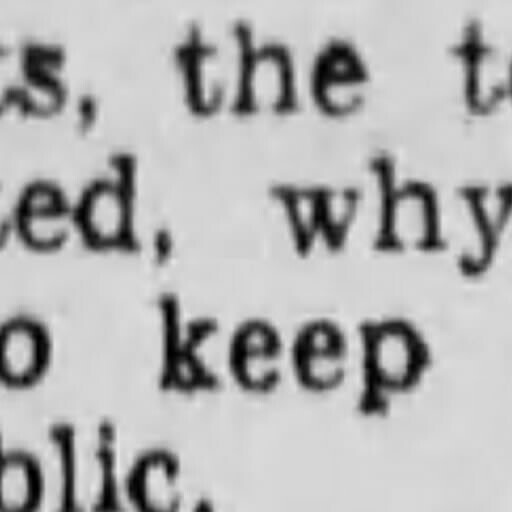 s, the t
ed, why
o keep
blic.